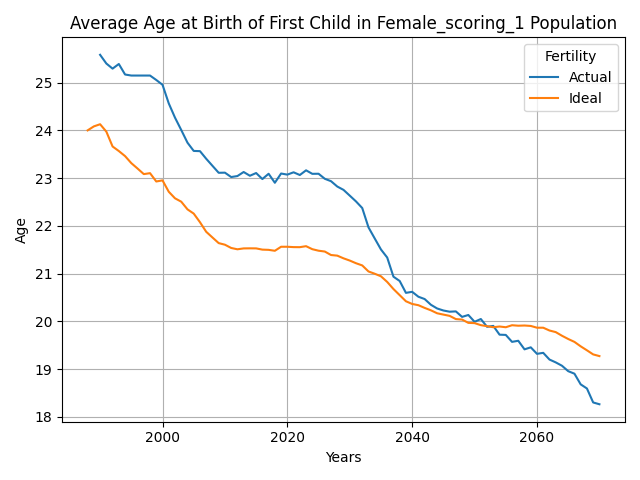 Average Age at Birth of First Child in Female_scoring_1 Population
Fertility
Actual
Ideal
25
24
23
22
21
20
19
18
Age
2000
2020
2040
2060
Years